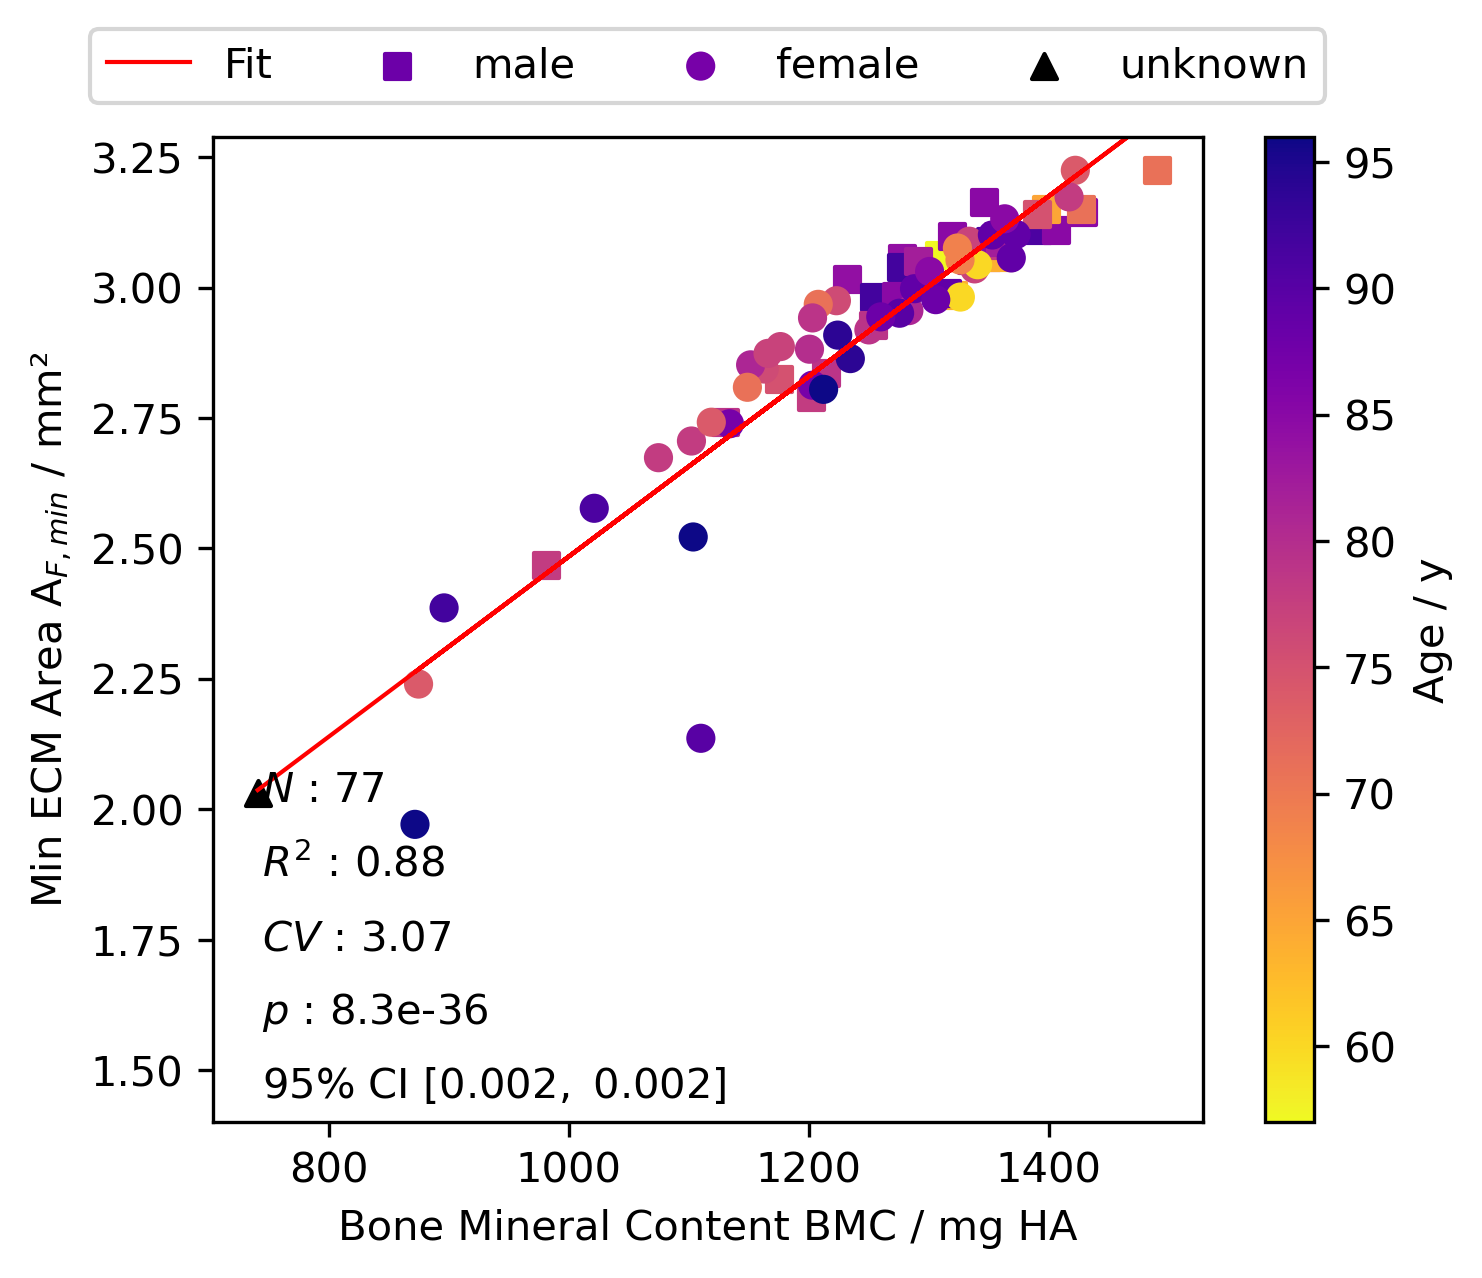 Fit male female unknown
3.25
3.00
2.75
2.50
2.25
2.00
1.75
1.50
Min ECM Area A_{F,min} / mm²
N : 77
R² : 0.88
CV : 3.07
p : 8.3e-36
95% CI [0.002, 0.002]
800 1000 1200 1400
Bone Mineral Content BMC / mg HA
95
90
85
80
75
70
65
60
Age / y